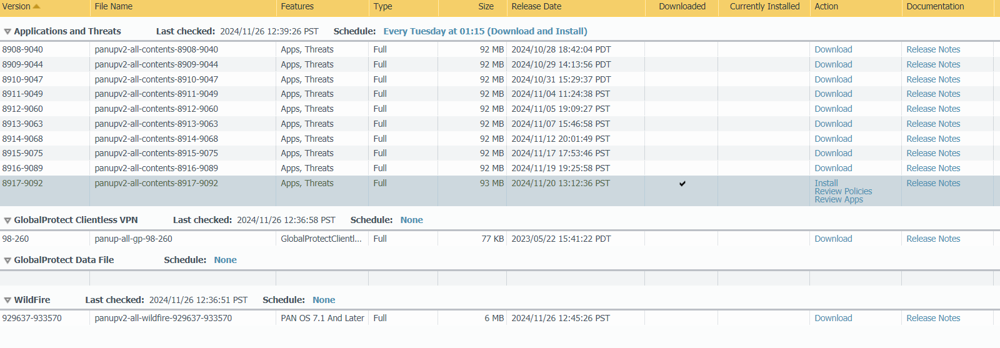 Version File Name Features Type Size Release Date Downloaded Currently Installed Action Documentation
Applications and Threats Last checked: 2024/11/26 12:39:26 PST Schedule: Every Tuesday at 01:15 (Download and Install)
8908-9040 panupv2-all-contents-8908-9040 Apps, Threats Full 92 MB 2024/10/28 18:42:04 PDT Download Release Notes
8909-9044 panupv2-all-contents-8909-9044 Apps, Threats Full 92 MB 2024/10/29 14:13:56 PDT Download Release Notes
8910-9047 panupv2-all-contents-8910-9047 Apps, Threats Full 92 MB 2024/10/31 15:29:37 PDT Download Release Notes
8911-9049 panupv2-all-contents-8911-9049 Apps, Threats Full 92 MB 2024/11/04 11:24:38 PST Download Release Notes
8912-9060 panupv2-all-contents-8912-9060 Apps, Threats Full 92 MB 2024/11/05 19:09:27 PST Download Release Notes
8913-9063 panupv2-all-contents-8913-9063 Apps, Threats Full 92 MB 2024/11/07 15:46:58 PST Download Release Notes
8914-9068 panupv2-all-contents-8914-9068 Apps, Threats Full 92 MB 2024/11/12 20:01:49 PST Download Release Notes
8915-9075 panupv2-all-contents-8915-9075 Apps, Threats Full 92 MB 2024/11/17 17:53:46 PST Download Release Notes
8916-9089 panupv2-all-contents-8916-9089 Apps, Threats Full 92 MB 2024/11/19 19:25:58 PST Download Release Notes
8917-9092 panupv2-all-contents-8917-9092 Apps, Threats Full 93 MB 2024/11/20 13:12:36 PST Install Release Notes
Review Policies
Review Apps
GlobalProtect Clientless VPN Last checked: 2024/11/26 12:36:58 PST Schedule: None
98-260 panup-all-gp-98-260 GlobalProtectClientl... Full 77 KB 2023/05/22 15:41:22 PDT Download Release Notes
GlobalProtect Data File Schedule: None
WildFire Last checked: 2024/11/26 12:36:51 PST Schedule: None
929637-933570 panupv2-all-wildfire-929637-933570 PAN OS 7.1 And Later Full 6 MB 2024/11/26 12:45:26 PST Download Release Notes